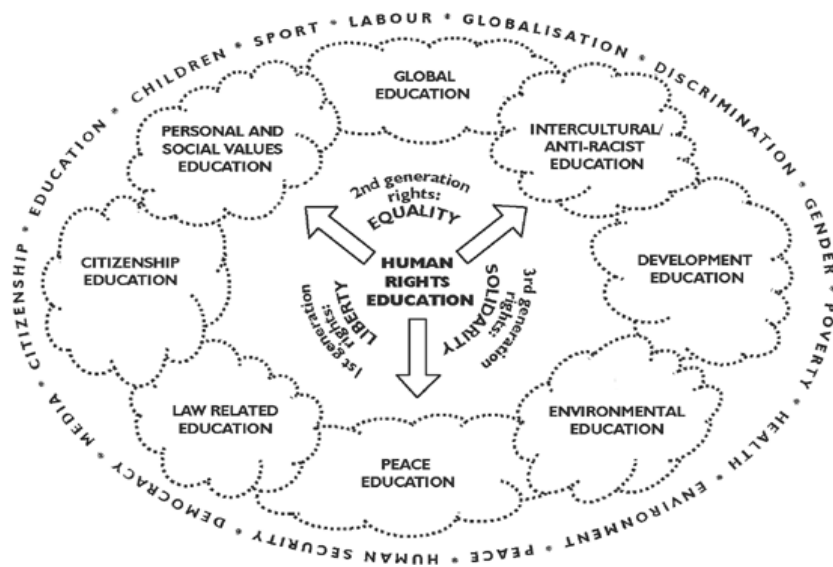 CITIZENSHIP * EDUCATION * CHILDREN * SPORT * LABOUR * GLOBALISATION * DISCRIMINATION * GENDER * POVERTY * HEALTH * ENVIRONMENT * PEACE * HUMAN SECURITY * DEMOCRACY * MEDIA *
GLOBAL
EDUCATION
PERSONAL AND
SOCIAL VALUES
EDUCATION
INTERCULTURAL/
ANTI-RACIST
EDUCATION
2nd generation
rights:
EQUALITY
CITIZENSHIP
EDUCATION
HUMAN
RIGHTS
EDUCATION
DEVELOPMENT
EDUCATION
1st generation
rights:
LIBERTY
3rd generation
rights:
SOLIDARITY
LAW RELATED
EDUCATION
ENVIRONMENTAL
EDUCATION
PEACE
EDUCATION